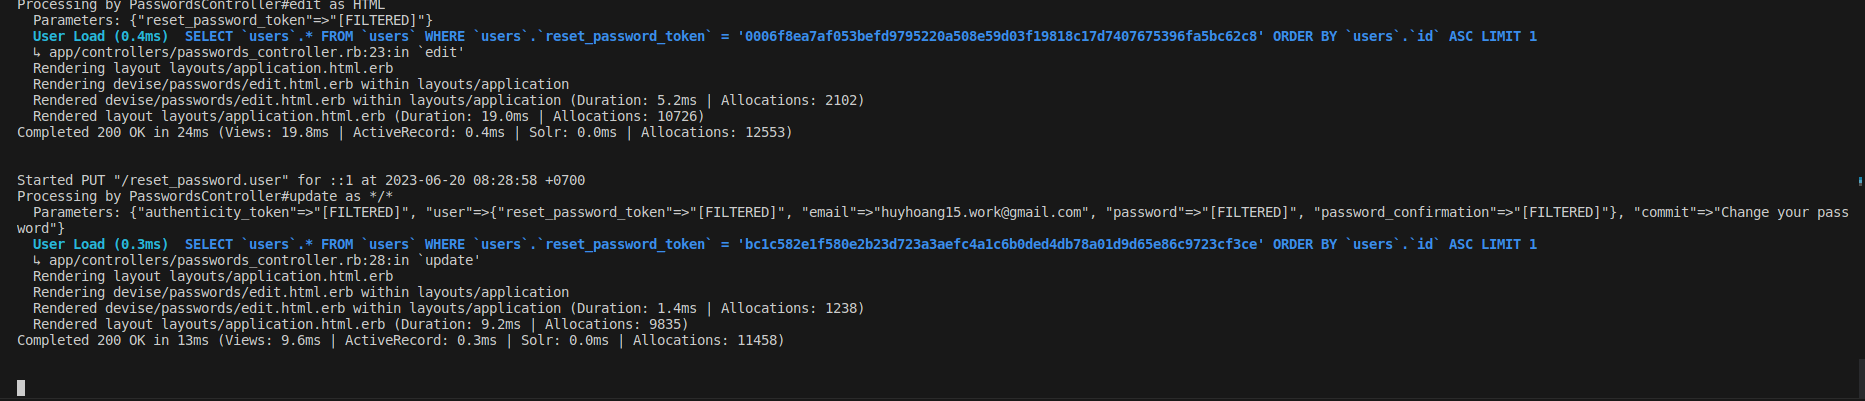 Processing by PasswordsController#edit as HTML
  Parameters: {"reset_password_token"=>"[FILTERED]"}
  User Load (0.4ms)  SELECT `users`.* FROM `users` WHERE `users`.`reset_password_token` = '0006f8ea7af053befd9795220a508e59d03f19818c17d7407675396fa5bc62c8' ORDER BY `users`.`id` ASC LIMIT 1
  ↳ app/controllers/passwords_controller.rb:23:in `edit'
  Rendering layout layouts/application.html.erb
  Rendering devise/passwords/edit.html.erb within layouts/application
  Rendered devise/passwords/edit.html.erb within layouts/application (Duration: 5.2ms | Allocations: 2102)
  Rendered layout layouts/application.html.erb (Duration: 19.0ms | Allocations: 10726)
Completed 200 OK in 24ms (Views: 19.8ms | ActiveRecord: 0.4ms | Solr: 0.0ms | Allocations: 12553)
Started PUT "/reset_password.user" for ::1 at 2023-06-20 08:28:58 +0700
Processing by PasswordsController#update as */*
  Parameters: {"authenticity_token"=>"[FILTERED]", "user"=>{"reset_password_token"=>"[FILTERED]", "email"=>"huyhoang15.work@gmail.com", "password"=>"[FILTERED]", "password_confirmation"=>"[FILTERED]"}, "commit"=>"Change your pass
word"}
  User Load (0.3ms)  SELECT `users`.* FROM `users` WHERE `users`.`reset_password_token` = 'bc1c582e1f580e2b23d723a3aefc4a1c6b0ded4db78a01d9d65e86c9723cf3ce' ORDER BY `users`.`id` ASC LIMIT 1
  ↳ app/controllers/passwords_controller.rb:28:in `update'
  Rendering layout layouts/application.html.erb
  Rendering devise/passwords/edit.html.erb within layouts/application
  Rendered devise/passwords/edit.html.erb within layouts/application (Duration: 1.4ms | Allocations: 1238)
  Rendered layout layouts/application.html.erb (Duration: 9.2ms | Allocations: 9835)
Completed 200 OK in 13ms (Views: 9.6ms | ActiveRecord: 0.3ms | Solr: 0.0ms | Allocations: 11458)